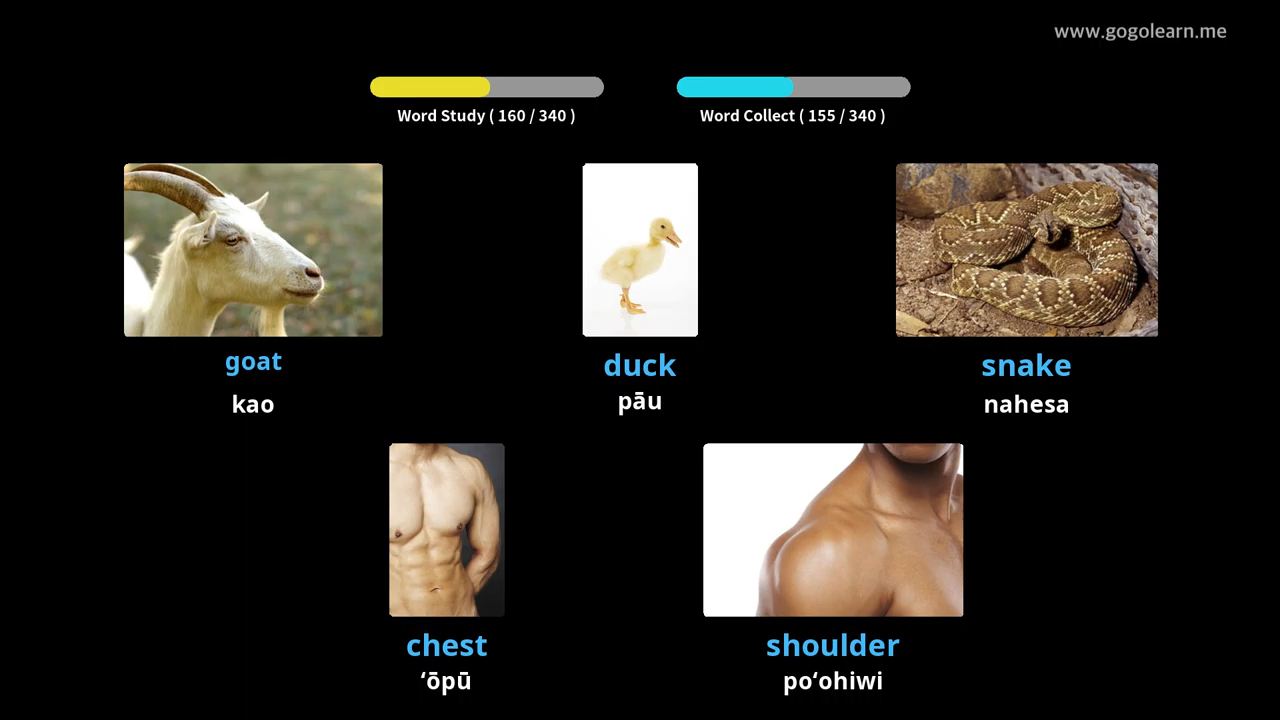 www.gogolearn.me
Word Study ( 160 / 340 )
Word Collect ( 155 / 340 )
goat
kao
duck
pāu
snake
nahesa
chest
ʻōpū
shoulder
poʻohiwi